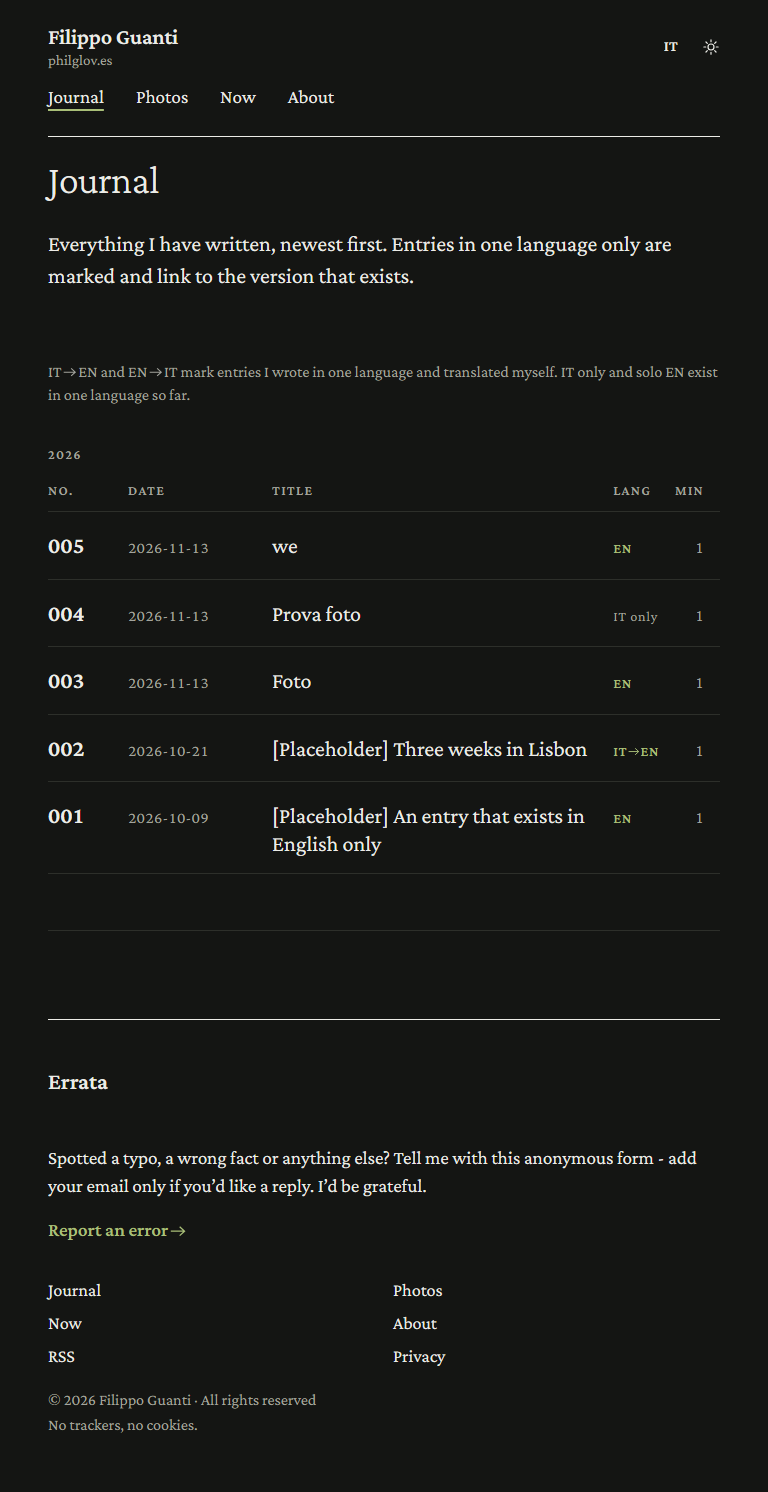 Filippo Guanti
philglov.es
IT
Journal Photos Now About
Journal
Everything I have written, newest first. Entries in one language only are
marked and link to the version that exists.
IT→EN and EN→IT mark entries I wrote in one language and translated myself. IT only and solo EN exist
in one language so far.
2026
NO. DATE TITLE LANG MIN
005 2026-11-13 we EN 1
004 2026-11-13 Prova foto IT only 1
003 2026-11-13 Foto EN 1
002 2026-10-21 [Placeholder] Three weeks in Lisbon IT→EN 1
001 2026-10-09 [Placeholder] An entry that exists in EN 1
English only
Errata
Spotted a typo, a wrong fact or anything else? Tell me with this anonymous form - add
your email only if you’d like a reply. I’d be grateful.
Report an error→
Journal Photos
Now About
RSS Privacy
© 2026 Filippo Guanti · All rights reserved
No trackers, no cookies.